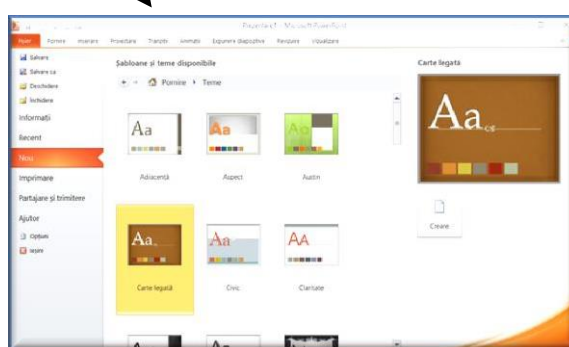 Prezentare1 - Microsoft PowerPoint
Fișier Pornire Inserare Proiectare Tranziții Animații Expunere diapozitive Revizuire Vizualizare
Salvare
Salvare ca
Deschidere
Închidere
Informații
Recent
Nou
Imprimare
Partajare și trimitere
Ajutor
Opțiuni
Ieșire
Șabloane și teme disponibile
Pornire
Teme
Aa
Aa
Aa
Adiacentă
Aspect
Austin
Aa
Aa
AA
Carte legată
Civic
Claritate
Carte legată
Aa
Creare